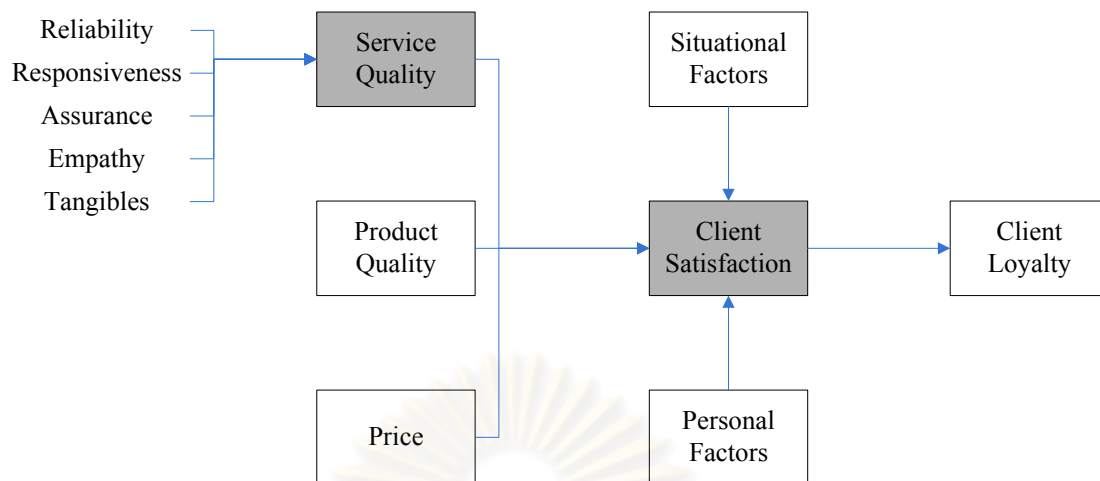 Reliability
Responsiveness
Assurance
Empathy
Tangibles
Service
Quality
Situational
Factors
Product
Quality
Client
Satisfaction
Client
Loyalty
Price
Personal
Factors